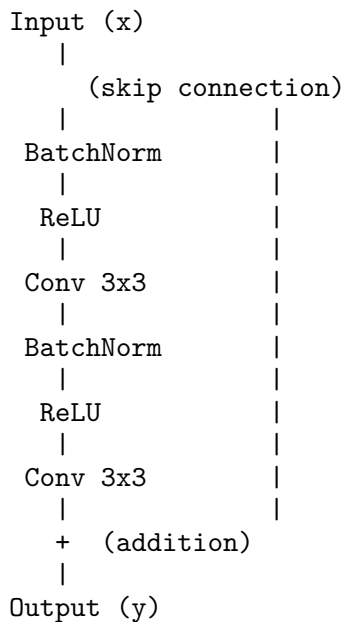 Input (x)
|
(skip connection)
| |
BatchNorm |
| |
ReLU |
| |
Conv 3x3 |
| |
BatchNorm |
| |
ReLU |
| |
Conv 3x3 |
| |
+ (addition)
|
Output (y)